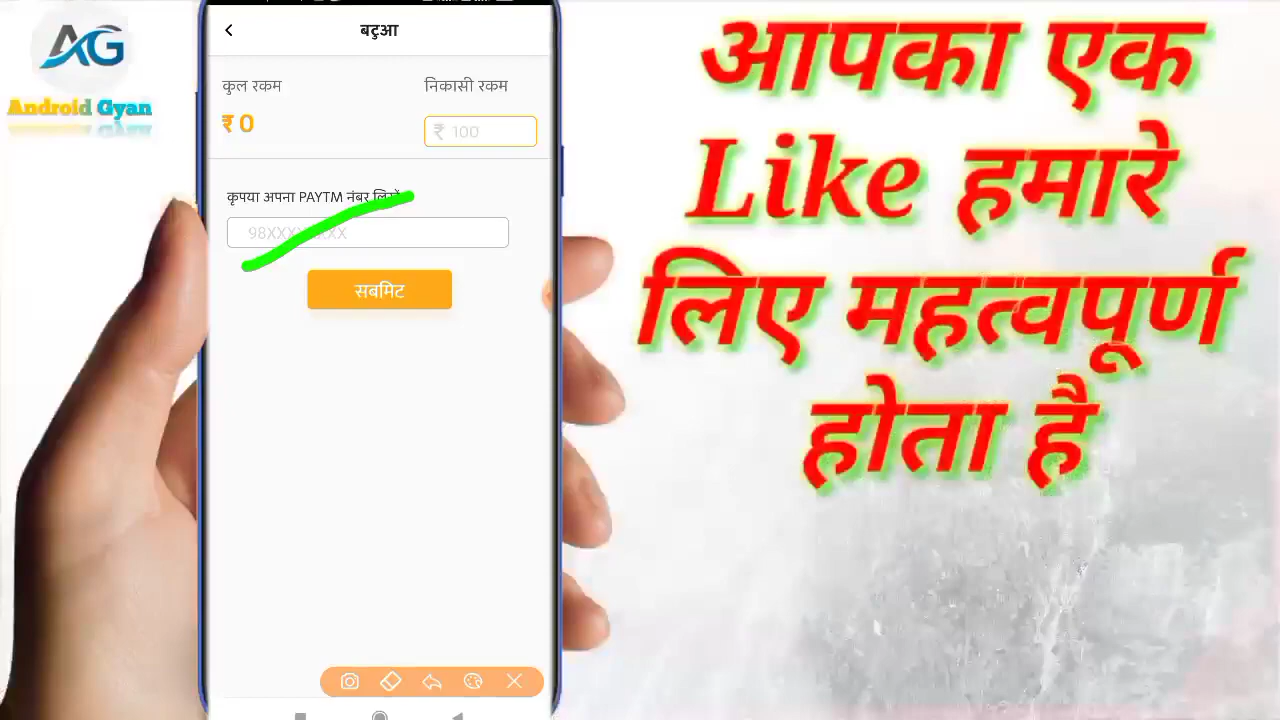 AG
Android Gyan
बटुआ
कुल रकम
निकासी रकम
₹ 0
₹ 100
कृपया अपना PAYTM नंबर लिखें
98XXXXXXXX
सबमिट
आपका एक
Like हमारे
लिए महत्वपूर्ण
होता है